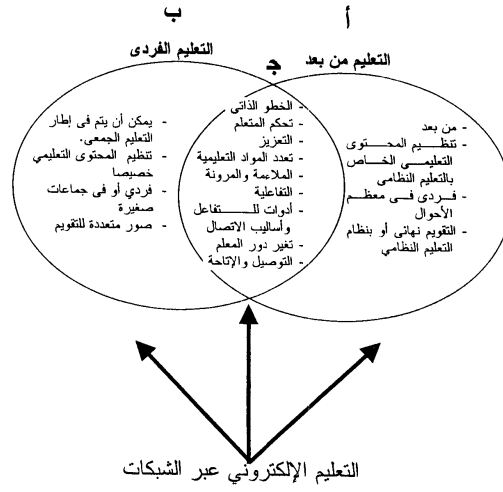 أ
ب
التعليم من بعد
التعليم الفردى
ج
- من بعد
- تنظيم المحتوى
التعليمى الخاص
بالتعليم النظامى
- فردى فى معظم
الأحوال
- التقويم نهائى أو بنظام
التعليم النظامي
- الخطو الذاتى
- تحكم المتعلم
- التعزيز
- تعدد المواد التعليمية
- الملاءمة والمرونة
- التفاعلية
- أدوات للتفاعل
وأساليب الاتصال
- تغير دور المعلم
- التوصيل والإتاحة
- يمكن أن يتم فى إطار
التعليم الجمعى.
- تنظيم المحتوى التعليمي
خصيصا
- فردي أو فى جماعات
صغيرة
- صور متعددة للتقويم
التعليم الإلكتروني عبر الشبكات